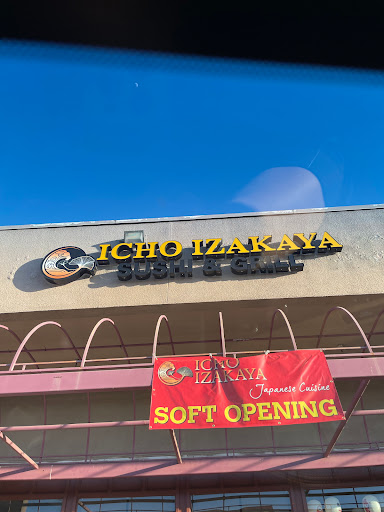 ICHO IZAKAYA
SUSHI & GRILL
ICHO
IZAKAYA
Japanese Cuisine
SOFT OPENING